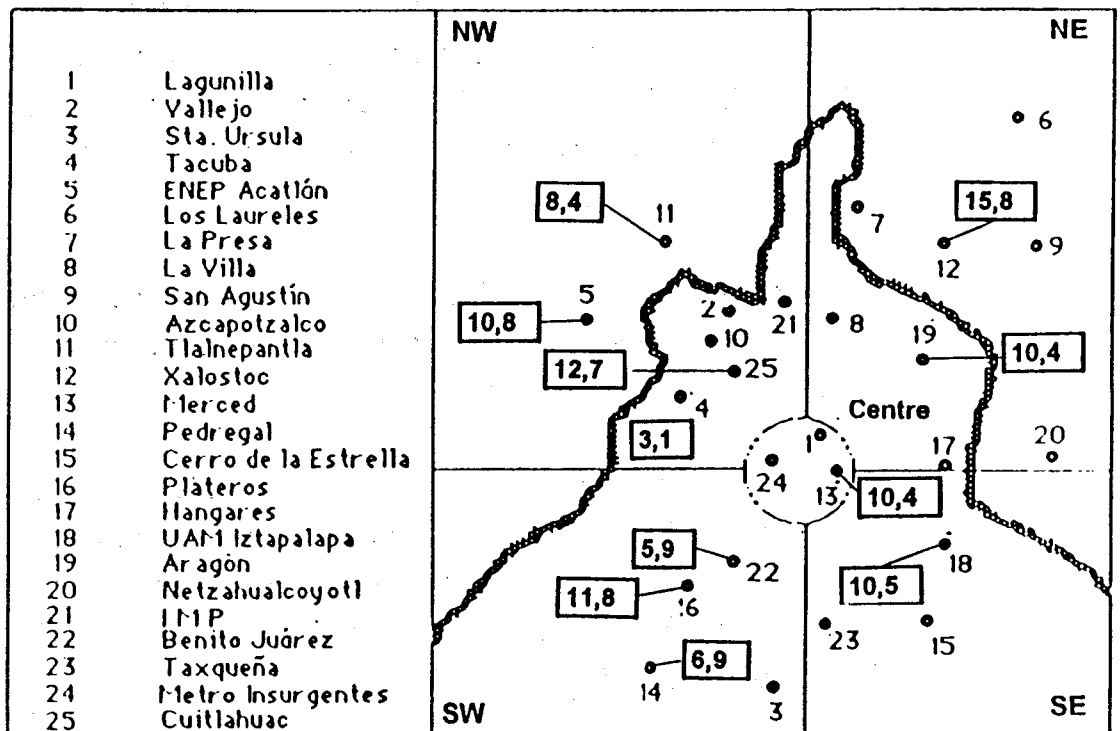 NW
NE
1 Lagunilla
2 Vallejo
3 Sta. Úrsula
4 Tacuba
5 ENEP Acatlón
6 Los Laureles
7 La Presa
8 La Villa
9 San Agustín
10 Azcapotzalco
11 Tlalnepantla
12 Xalostoc
13 Merced
14 Pedregal
15 Cerro de la Estrella
16 Plateros
17 Hangares
18 UAM Iztapalapa
19 Aragón
20 Netzahualcoyotl
21 IMP
22 Benito Juárez
23 Taxqueña
24 Metro Insurgentes
25 Cuitlahuac
6
8,4
11
15,8
7
12
9
5
10,8
2
21
8
10
19
10,4
12,7
25
4
Centre
3,1
1
17
20
24
13
10,4
5,9
22
18
11,8
16
10,5
23
15
6,9
14
3
SW
SE